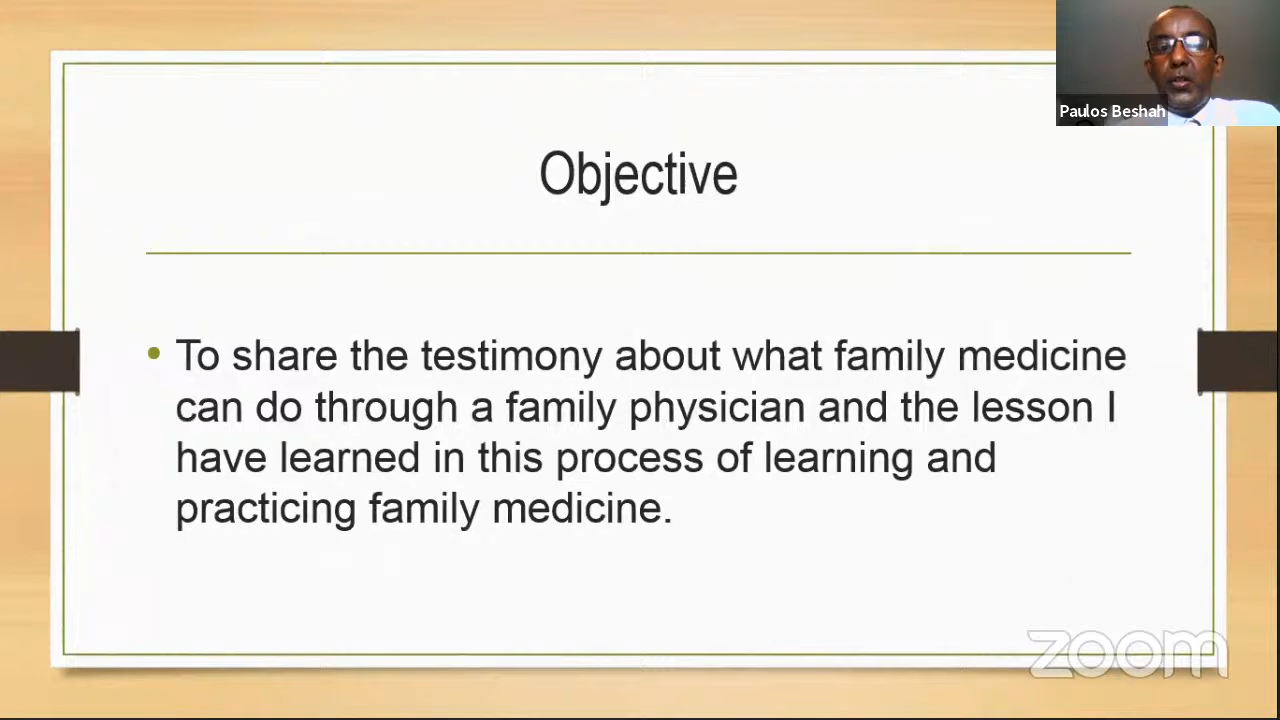 Paulos Beshah
Objective
• To share the testimony about what family medicine
can do through a family physician and the lesson I
have learned in this process of learning and
practicing family medicine.
zoom